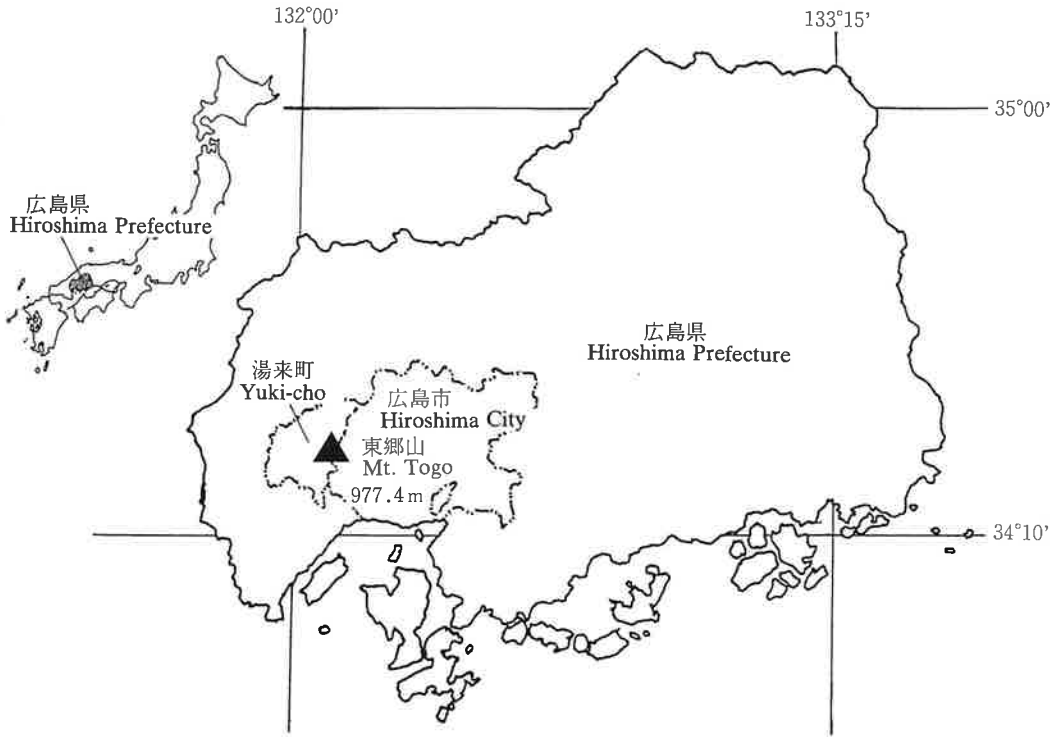 132°00'
133°15'
35°00'
広島県
Hiroshima Prefecture
広島県
Hiroshima Prefecture
湯来町
Yuki-cho
広島市
Hiroshima City
東郷山
Mt. Togo
977.4m
34°10'